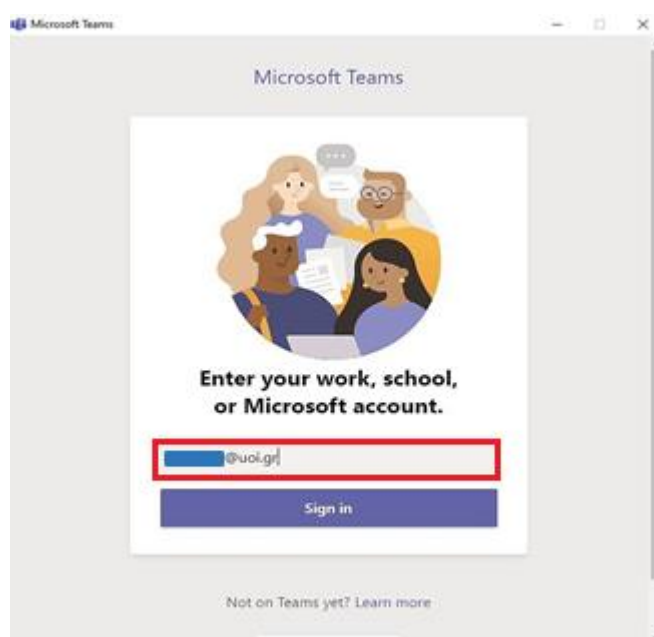 Microsoft Teams
Microsoft Teams
Enter your work, school,
or Microsoft account.
@uoi.gr
Sign in
Not on Teams yet? Learn more